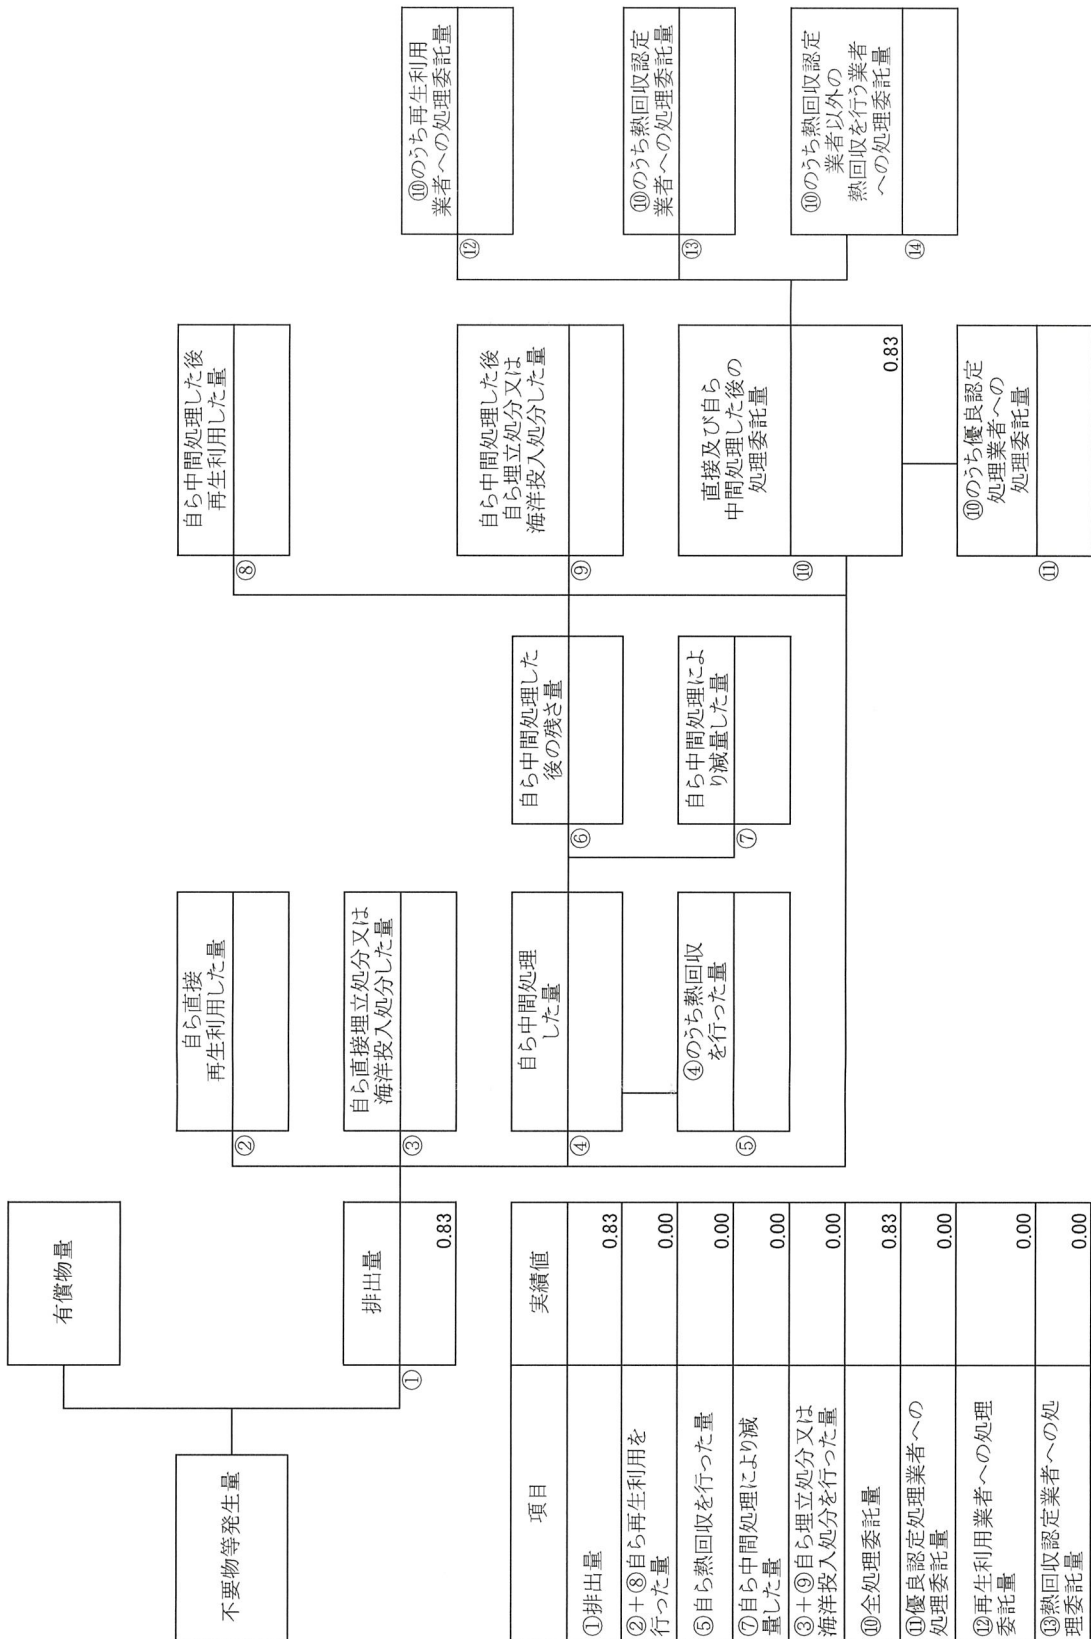 不要物等発生量
有償物量
①
排出量
0.83
②
自ら直接
再生利用した量
③
自ら直接埋立処分又は
海洋投入処分した量
④
自ら中間処理
した量
⑤
④のうち熱回収
を行った量
⑥
自ら中間処理した
後の残さ量
⑦
自ら中間処理によ
り減量した量
⑧
自ら中間処理した後
再生利用した量
⑨
自ら中間処理した後
自ら埋立処分又は
海洋投入処分した量
⑩
直接及び自ら
中間処理した後の
処理委託量
0.83
⑪
⑩のうち優良認定
処理業者への
処理委託量
⑫
⑩のうち再生利用
業者への処理委託量
⑬
⑩のうち熱回収認定
業者への処理委託量
⑭
⑩のうち熱回収認定
業者以外の
熱回収を行う業者
への処理委託量
項目 実績値
①排出量 0.83
②+⑧自ら再生利用を
行った量 0.00
⑤自ら熱回収を行った量 0.00
⑦自ら中間処理により減
量した量 0.00
③+⑨自ら埋立処分又は
海洋投入処分を行った量 0.00
⑩全処理委託量 0.83
⑪優良認定処理業者への
処理委託量 0.00
⑫再生利用業者への処理
委託量 0.00
⑬熱回収認定業者への処
理委託量 0.00